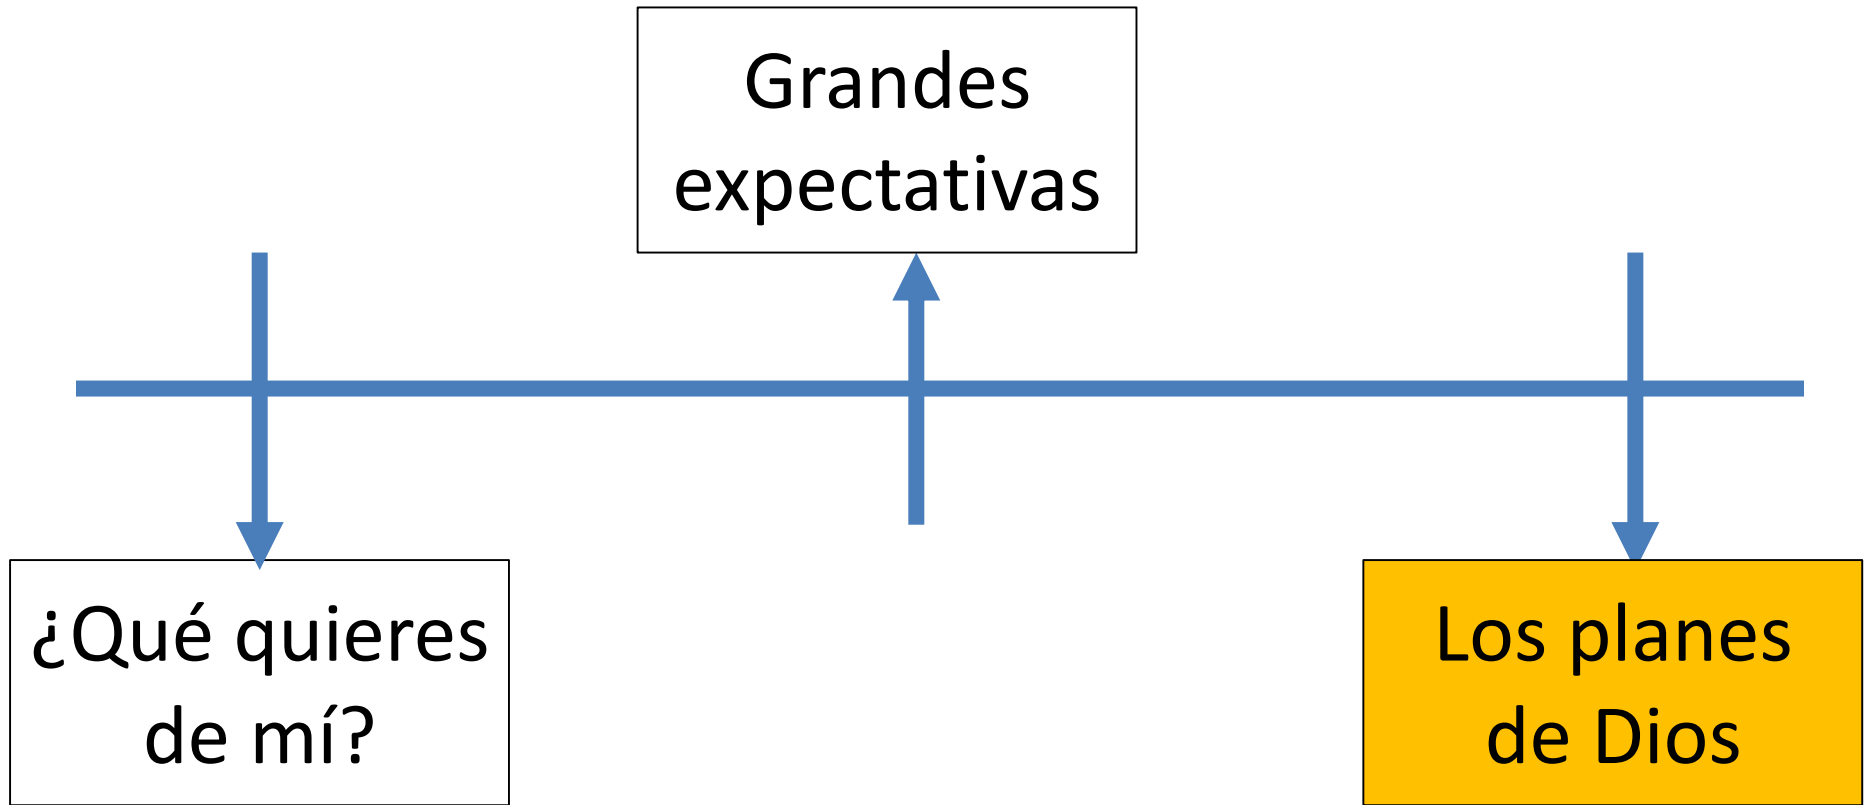 Grandes
expectativas
¿Qué quieres
de mí?
Los planes
de Dios